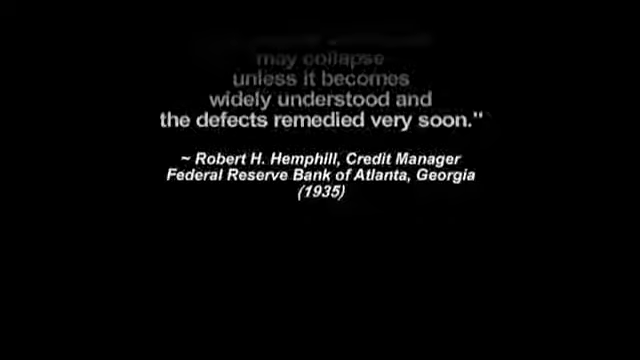 may collapse
unless it becomes
widely understood and
the defects remedied very soon."
~ Robert H. Hemphill, Credit Manager
Federal Reserve Bank of Atlanta, Georgia
(1935)